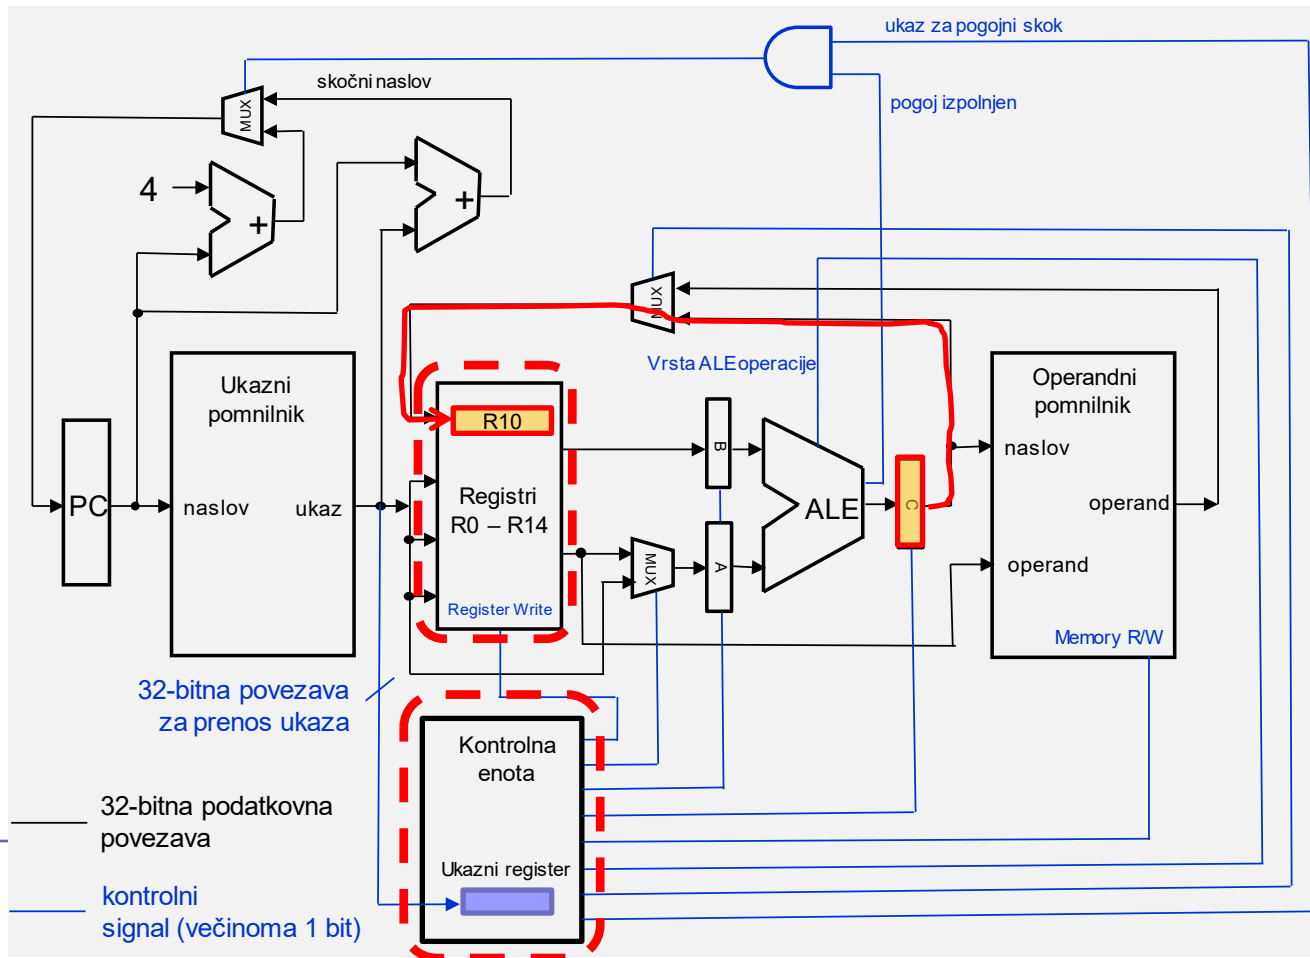 ukaz za pogojni skok
skočni naslov
pogoj izpolnjen
MUX
4
+
+
MUX
Vrsta ALE operacije
Ukazni
pomnilnik
Operandni
pomnilnik
R10
B
naslov
PC
naslov
ukaz
Registri
R0 – R14
ALE
C
operand
MUX
A
operand
Register Write
Memory R/W
32-bitna povezava
za prenos ukaza
Kontrolna
enota
32-bitna podatkovna
povezava
Ukazni register
kontrolni
signal (večinoma 1 bit)